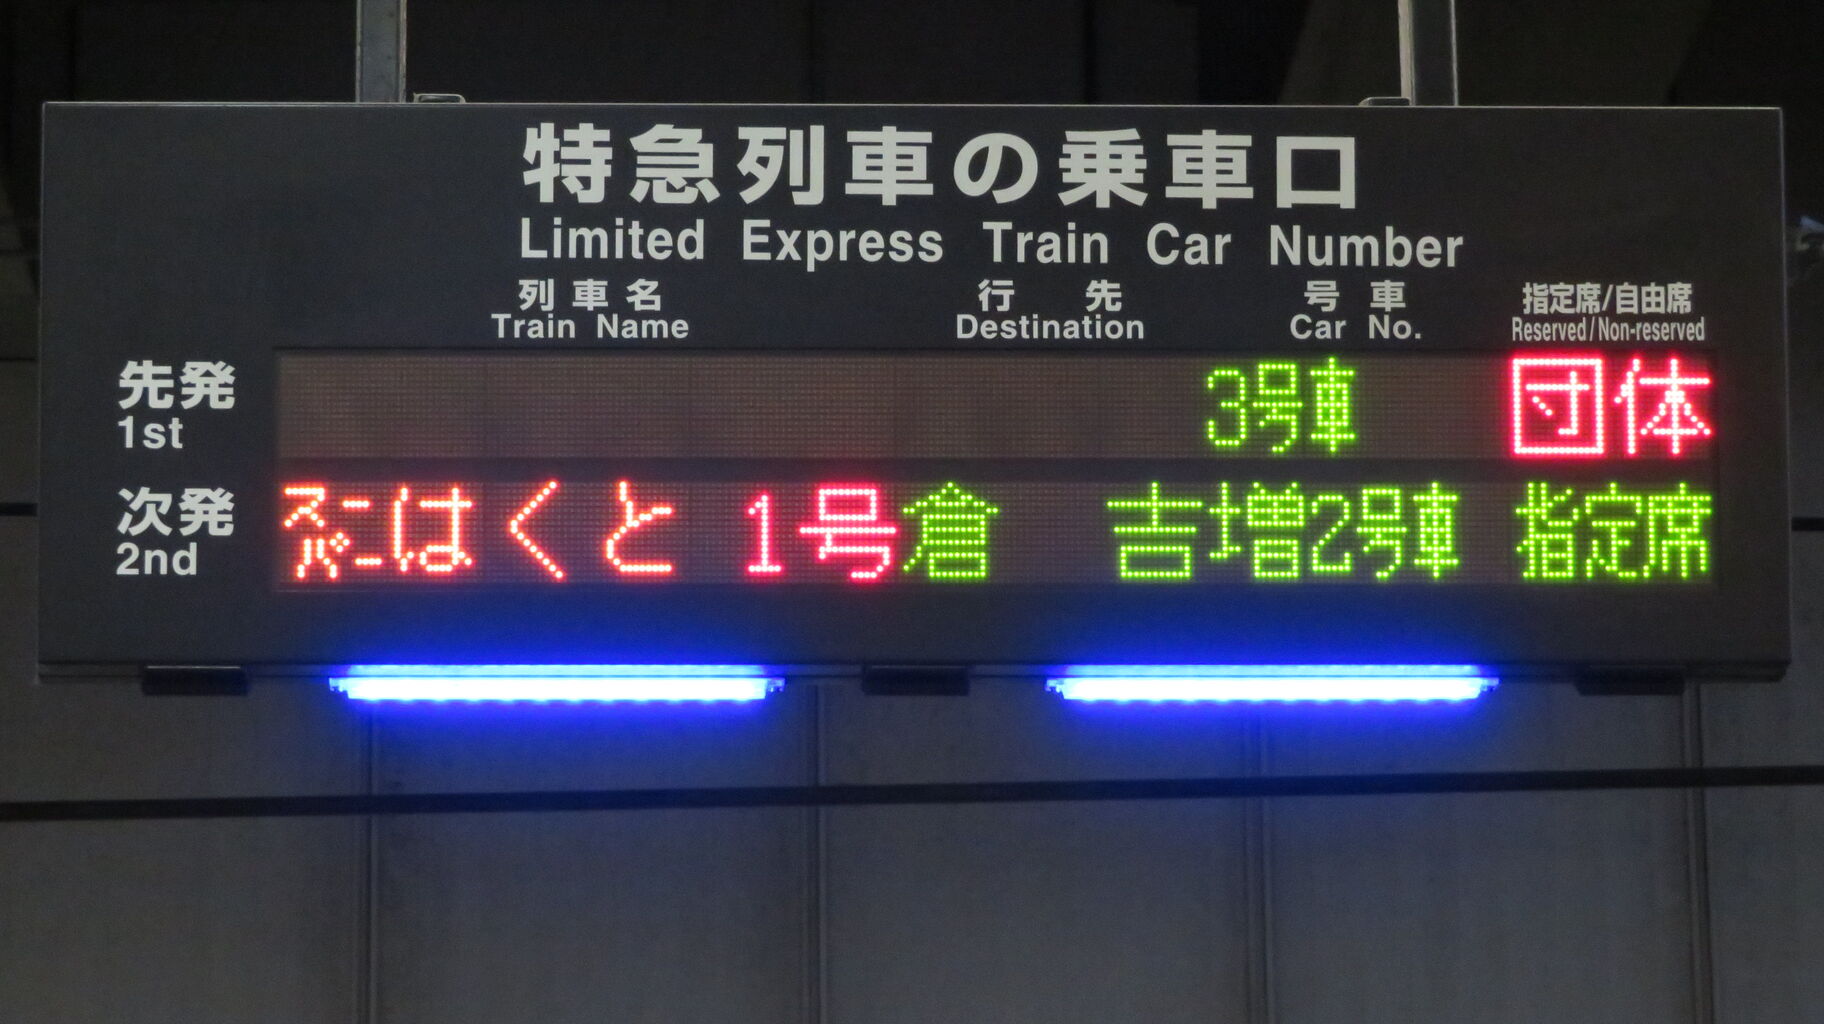 特急列車の乗車口
Limited Express Train Car Number
列車名 行先 号車 指定席/自由席
Train Name Destination Car No. Reserved/Non-reserved
先発 3号車 団体
1st
次発 スーパーはくと 1号 倉吉 増2号車 指定席
2nd